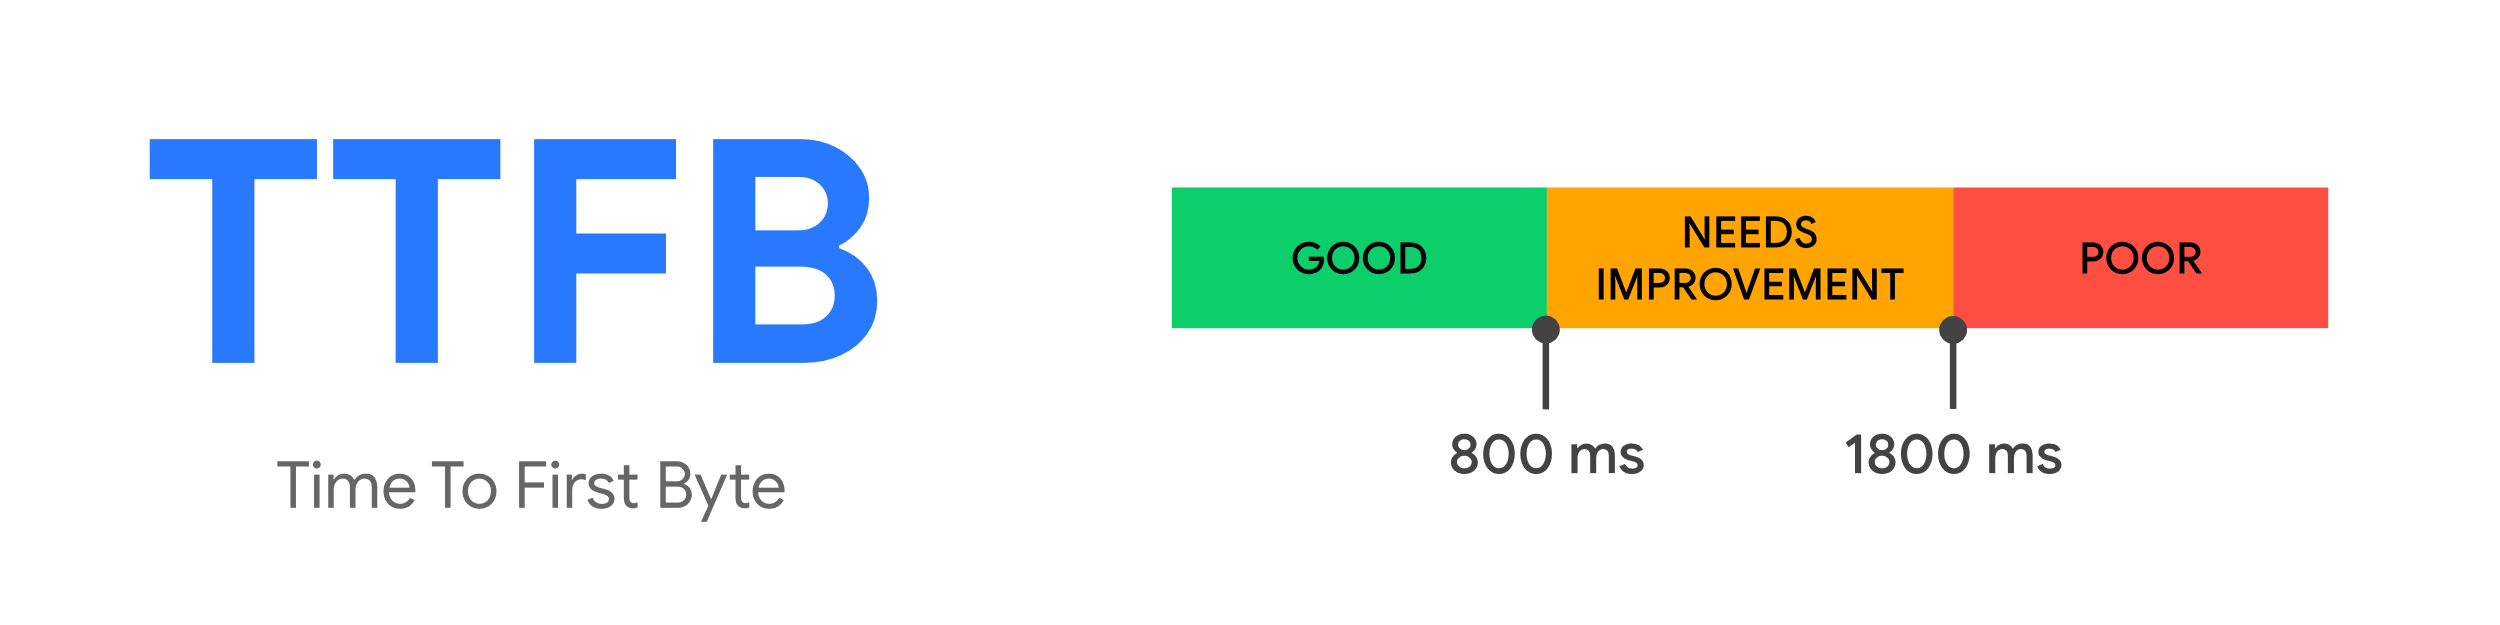 TTFB
Time To First Byte
GOOD
NEEDS
IMPROVEMENT
POOR
800 ms
1800 ms